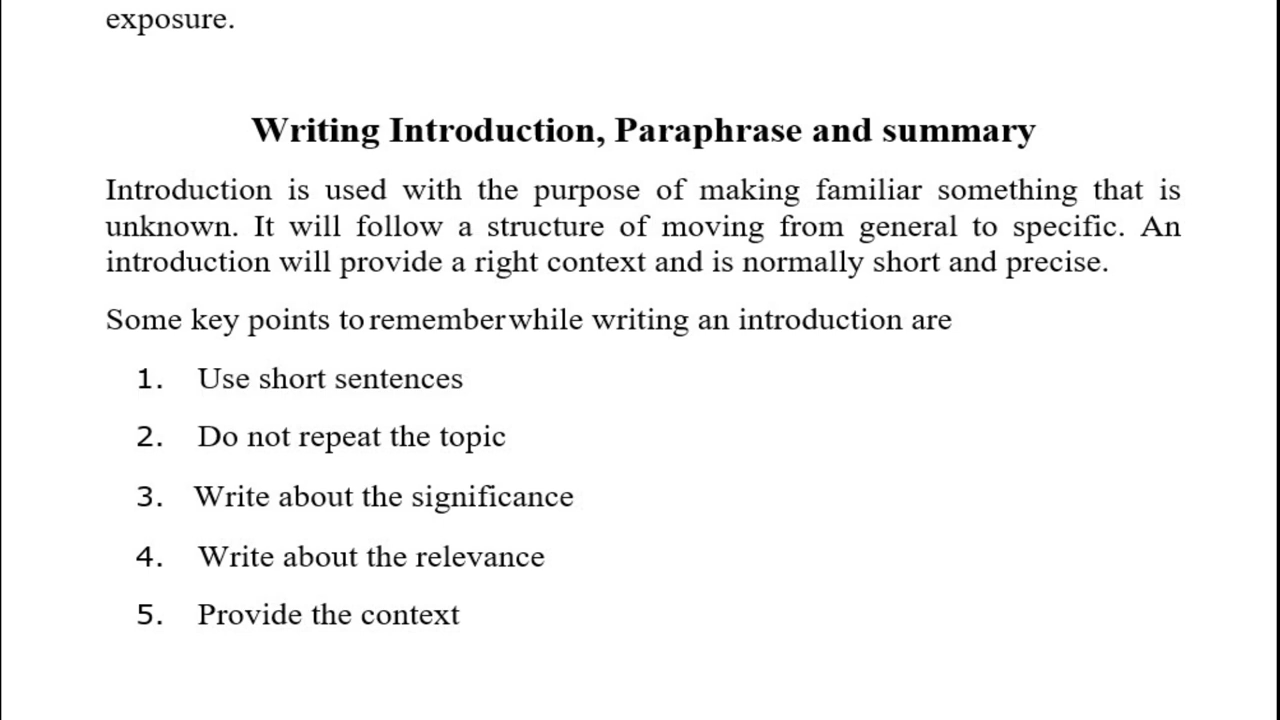 exposure.
Writing Introduction, Paraphrase and summary
Introduction is used with the purpose of making familiar something that is
unknown. It will follow a structure of moving from general to specific. An
introduction will provide a right context and is normally short and precise.
Some key points to remember while writing an introduction are
1. Use short sentences
2. Do not repeat the topic
3. Write about the significance
4. Write about the relevance
5. Provide the context